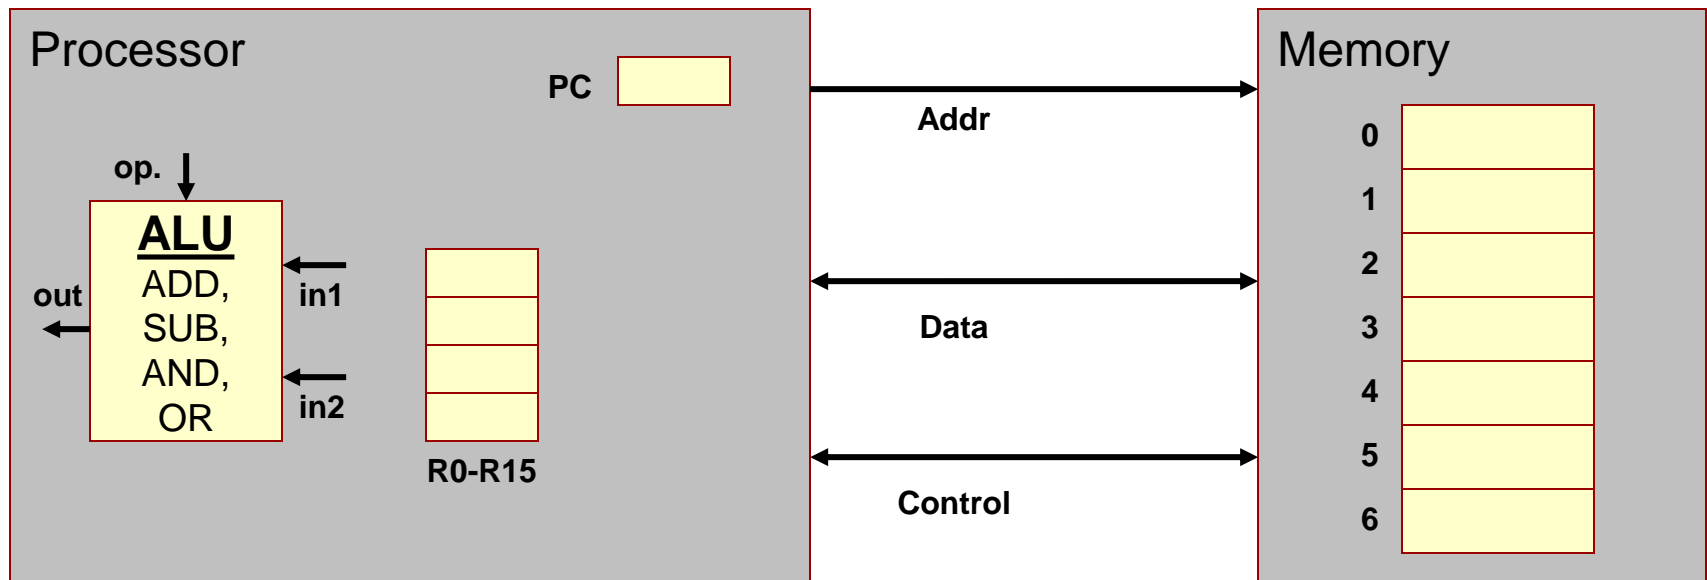 Processor
PC
op.
ALU
ADD,
SUB,
AND,
OR
out
in1
in2
R0-R15
Addr
Data
Control
Memory
0
1
2
3
4
5
6